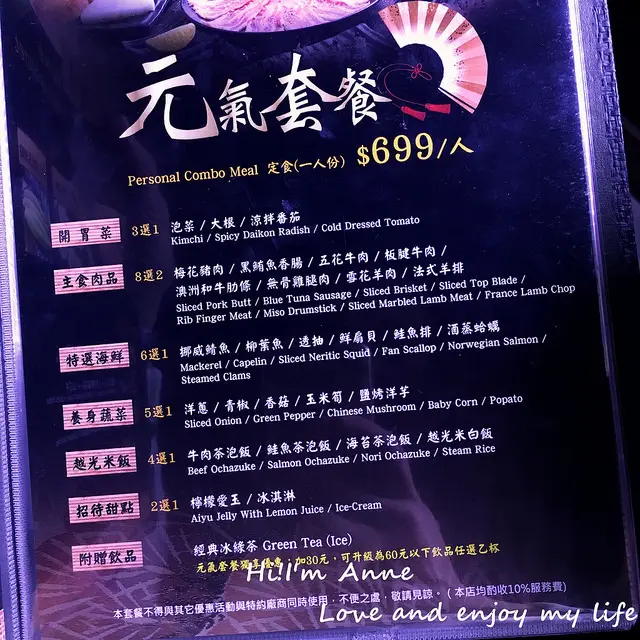 元氣套餐
Personal Combo Meal 定食(一人份) $699/人
開胃菜 3選1 泡菜 / 大根 / 涼拌番茄
Kimchi / Spicy Daikon Radish / Cold Dressed Tomato
主食肉品 8選2 梅花豬肉 / 黑鮪魚香腸 / 五花牛肉 / 板腱牛肉 /
澳洲和牛肋條 / 無骨雞腿肉 / 雪花羊肉 / 法式羊排
Sliced Pork Butt / Blue Tuna Sausage / Sliced Brisket / Sliced Top Blade /
Rib Finger Meat / Miso Drumstick / Sliced Marbled Lamb Meat / France Lamb Chop
特選海鮮 6選1 挪威鯖魚 / 柳葉魚 / 透抽 / 鮮扇貝 / 鮭魚排 / 酒蒸蛤蠣
Mackerel / Capelin / Sliced Neritic Squid / Fan Scallop / Norwegian Salmon /
Steamed Clams
養身蔬菜 5選1 洋蔥 / 青椒 / 香菇 / 玉米筍 / 鹽烤洋芋
Sliced Onion / Green Pepper / Chinese Mushroom / Baby Corn / Popato
越光米飯 4選1 牛肉茶泡飯 / 鮭魚茶泡飯 / 海苔茶泡飯 / 越光米白飯
Beef Ochazuke / Salmon Ochazuke / Nori Ochazuke / Steam Rice
招待甜點 2選1 檸檬愛玉 / 冰淇淋
Aiyu Jelly With Lemon Juice / Ice-Cream
附贈飲品 經典冰綠茶 Green Tea (Ice)
元氣套餐獨享優惠，加30元，可升級為60元以下飲品任選乙杯
Hi.I'm Anne
本套餐不得與其它優惠活動與特約廠商同時使用，不便之處，敬請見諒。(本店均酌收10%服務費)
Love and enjoy my life